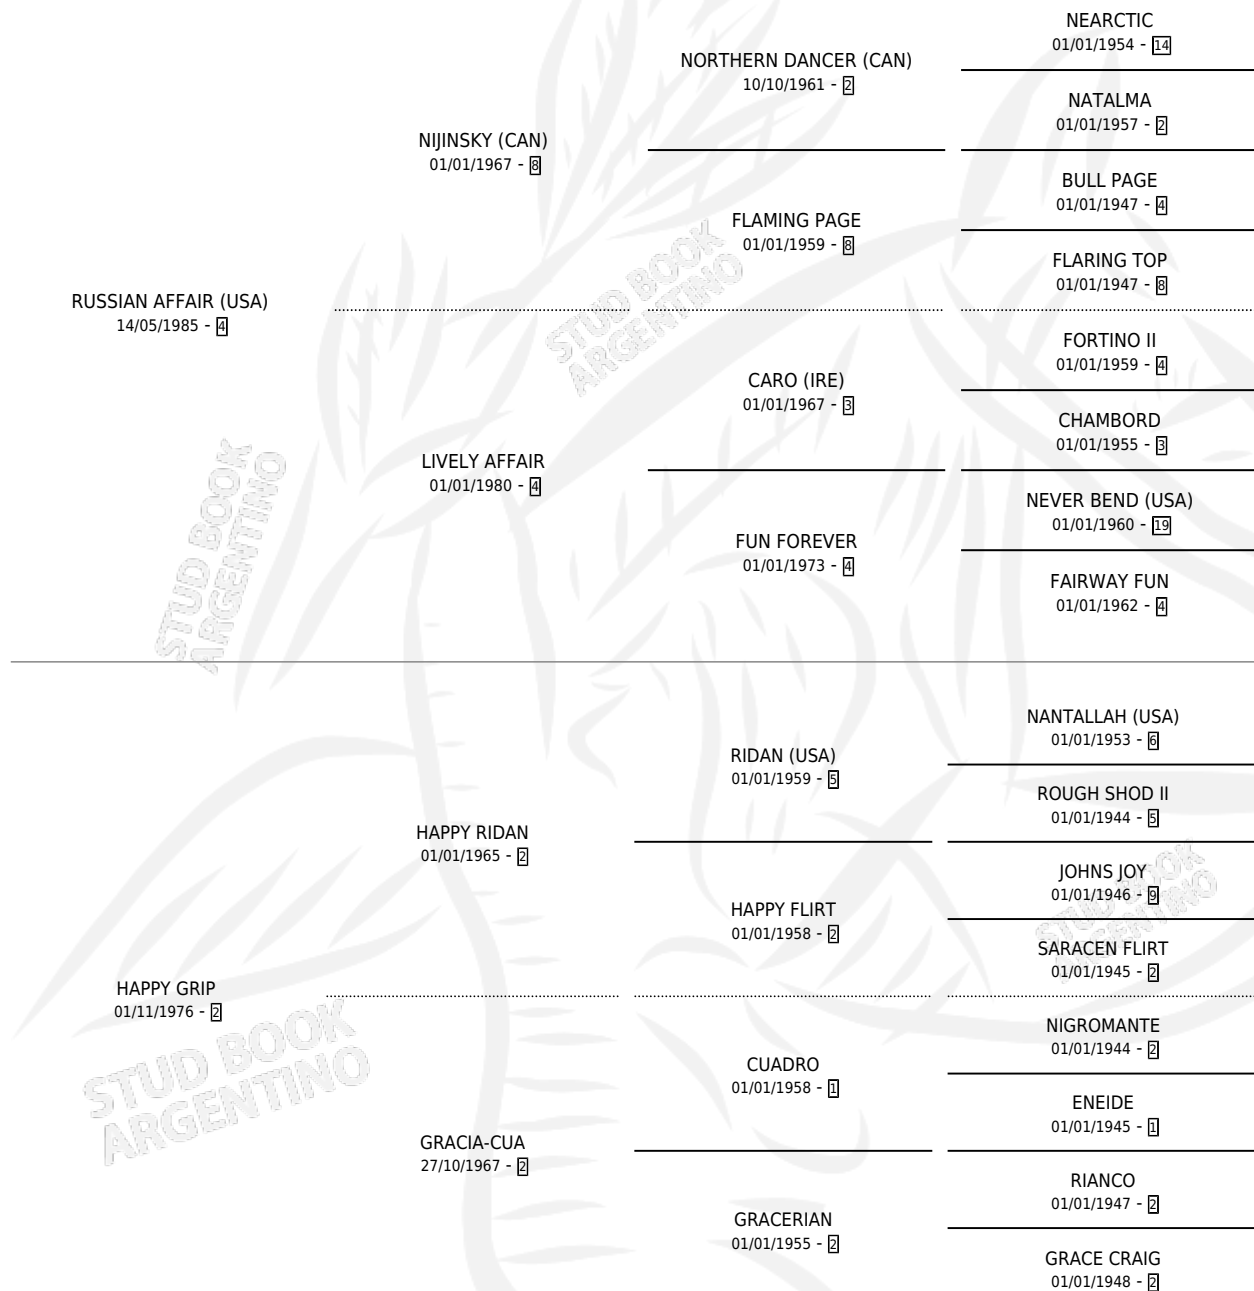 NEARCTIC
01/01/1954 - 14
NORTHERN DANCER (CAN)
10/10/1961 - 2
NATALMA
01/01/1957 - 2
NIJINSKY (CAN)
01/01/1967 - 8
BULL PAGE
01/01/1947 - 4
FLAMING PAGE
01/01/1959 - 8
FLARING TOP
01/01/1947 - 8
RUSSIAN AFFAIR (USA)
14/05/1985 - 4
FORTINO II
01/01/1959 - 4
CARO (IRE)
01/01/1967 - 3
CHAMBORD
01/01/1955 - 3
LIVELY AFFAIR
01/01/1980 - 4
NEVER BEND (USA)
01/01/1960 - 19
FUN FOREVER
01/01/1973 - 4
FAIRWAY FUN
01/01/1962 - 4
NANTALLAH (USA)
01/01/1953 - 6
RIDAN (USA)
01/01/1959 - 5
ROUGH SHOD II
01/01/1944 - 5
HAPPY RIDAN
01/01/1965 - 2
JOHNS JOY
01/01/1946 - 9
HAPPY FLIRT
01/01/1958 - 2
SARACEN FLIRT
01/01/1945 - 2
HAPPY GRIP
01/11/1976 - 2
NIGROMANTE
01/01/1944 - 2
CUADRO
01/01/1958 - 1
ENEIDE
01/01/1945 - 1
GRACIA-CUA
27/10/1967 - 2
RIANCO
01/01/1947 - 2
GRACERIAN
01/01/1955 - 2
GRACE CRAIG
01/01/1948 - 2
STUD BOOK
ARGENTINO
STUD BOOK
ARGENTINO
STUD BOOK
ARGENTINO
STUD BOOK
ARGENTINO